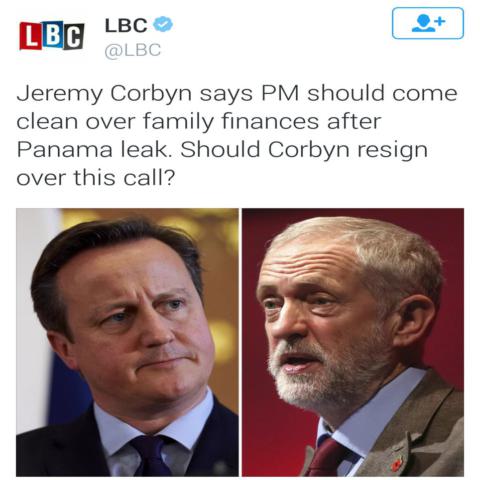 LBC LBC
@LBC
Jeremy Corbyn says PM should come
clean over family finances after
Panama leak. Should Corbyn resign
over this call?